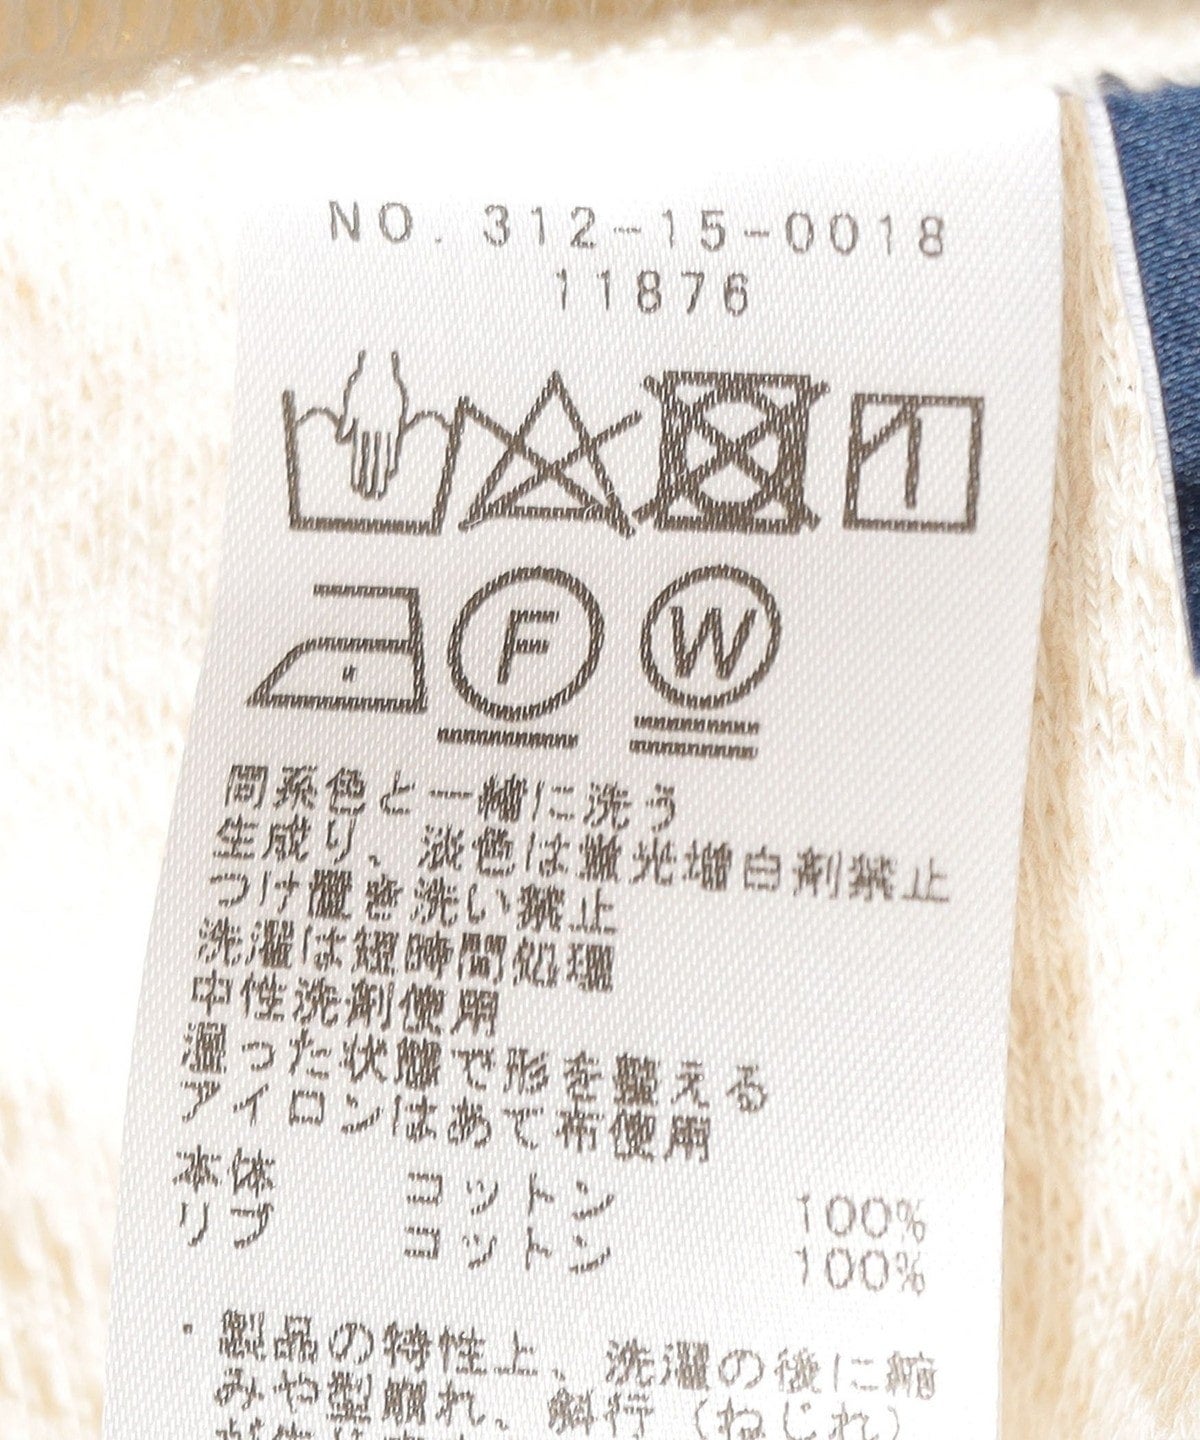 NO. 312-15-0018
11876
F W
同系色と一緒に洗う
生成り、淡色は蛍光増白剤禁止
つけ置き洗い禁止
洗濯は短時間処理
中性洗剤使用
湿った状態で形を整える
アイロンはあて布使用
本体 コットン 100%
リブ コットン 100%
・製品の特性上、洗濯の後に縮
みや型崩れ、斜行(ねじれ)